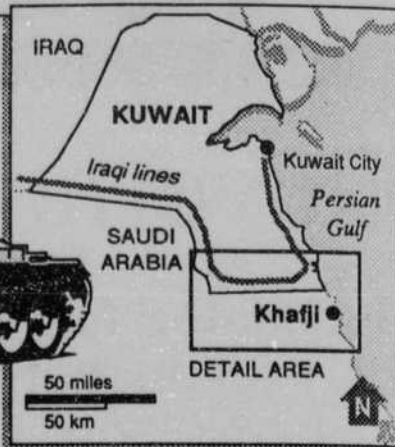 IRAQ
KUWAIT
Iraqi lines
Kuwait City
Persian
Gulf
SAUDI
ARABIA
Khafji
DETAIL AREA
50 miles
50 km
N